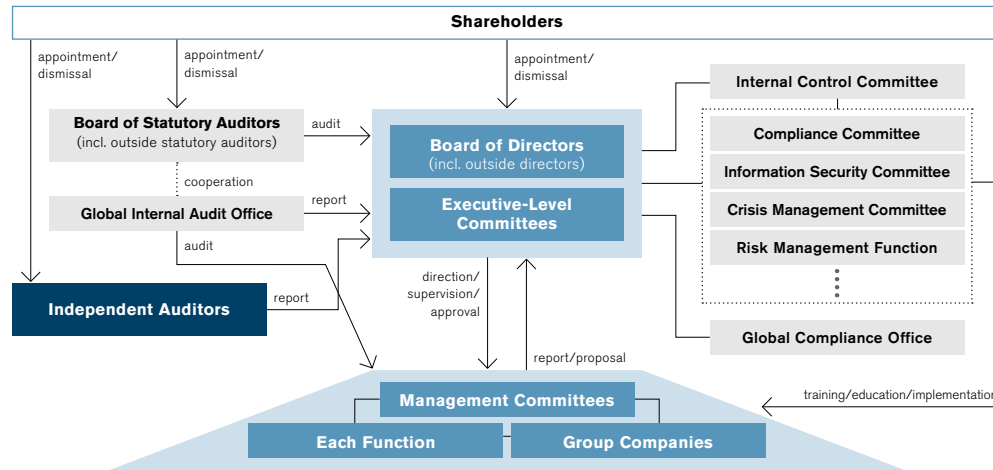 Shareholders
appointment/
dismissal
appointment/
dismissal
appointment/
dismissal
Internal Control Committee
Board of Statutory Auditors
(incl. outside statutory auditors)
audit
Board of Directors
(incl. outside directors)
Compliance Committee
Information Security Committee
cooperation
Global Internal Audit Office
report
Executive-Level
Committees
Crisis Management Committee
Risk Management Function
audit
direction/
supervision/
approval
Independent Auditors
report
Global Compliance Office
report/proposal
Management Committees
training/education/implementation
Each Function
Group Companies